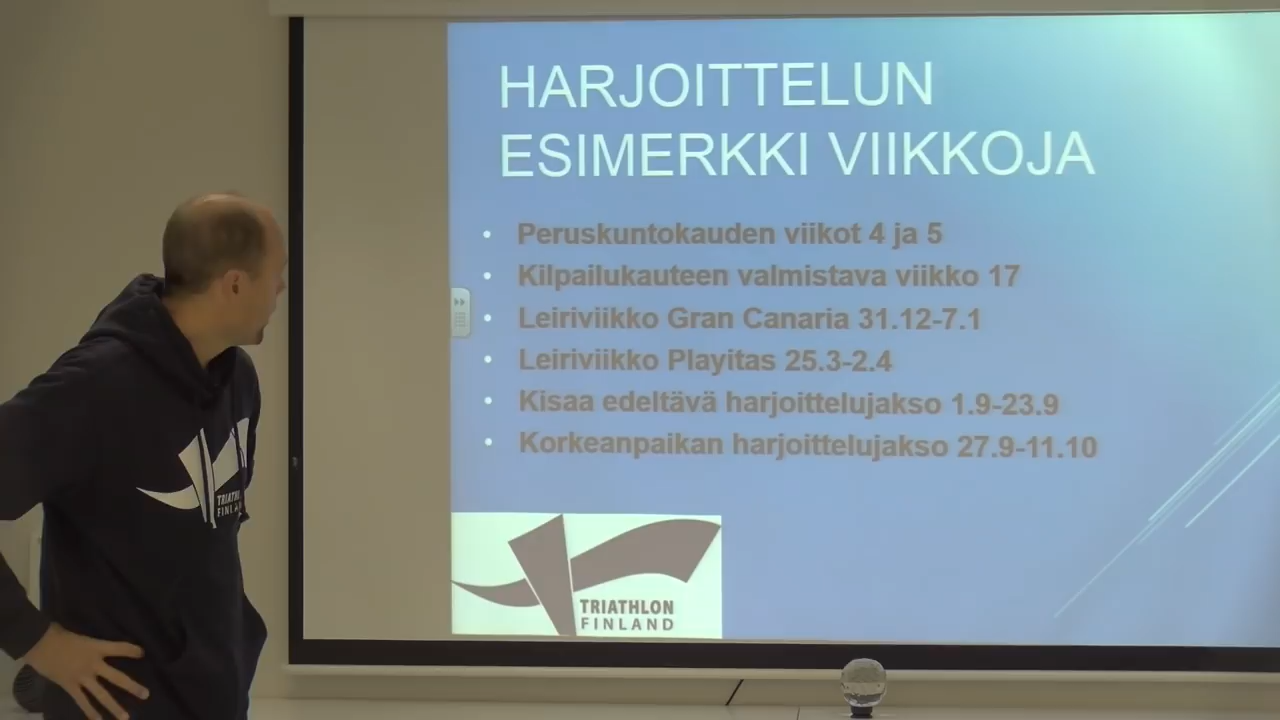 HARJOITTELUN
ESIMERKKI VIIKKOJA
Peruskuntokauden viikot 4 ja 5
Kilpailukauteen valmistava viikko 17
Leiriviikko Gran Canaria 31.12-7.1
Leiriviikko Playitas 25.3-2.4
Kisaa edeltävä harjoittelujakso 1.9-23.9
Korkeanpaikan harjoittelujakso 27.9-11.10
TRIATHLON
FINLAND
TRIATHL
FINLA